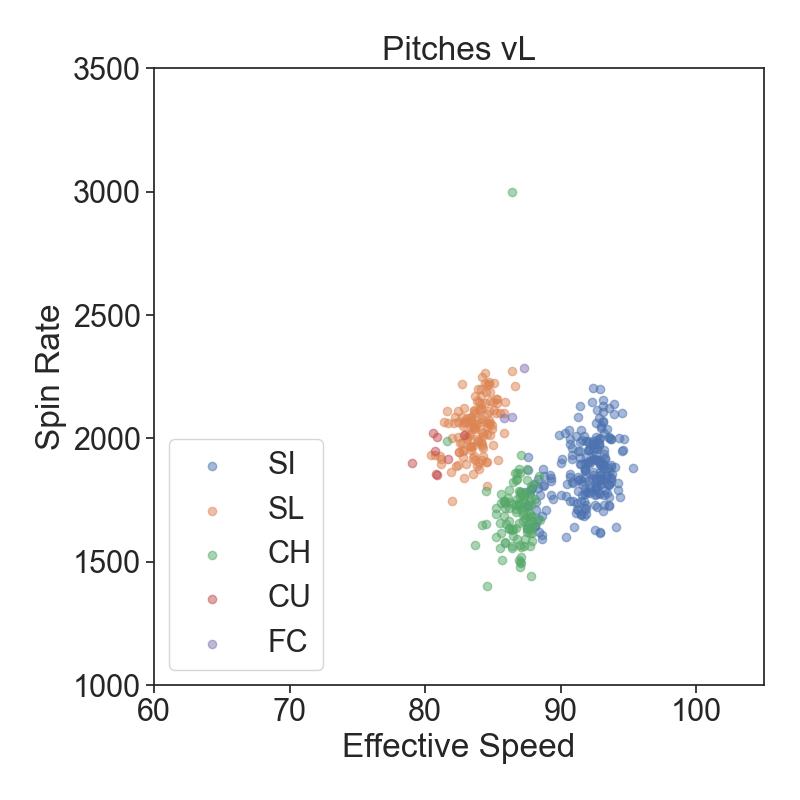 Pitches vL
3500
3000
2500
2000
1500
1000
Spin Rate
SI
SL
CH
CU
FC
60 70 80 90 100
Effective Speed